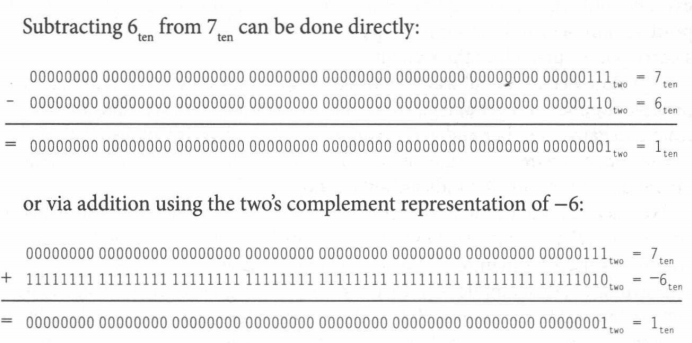 Subtracting 6ten from 7ten can be done directly:
00000000 00000000 00000000 00000000 00000000 00000000 00000000 00000111two = 7ten
− 00000000 00000000 00000000 00000000 00000000 00000000 00000000 00000110two = 6ten
= 00000000 00000000 00000000 00000000 00000000 00000000 00000000 00000001two = 1ten
or via addition using the two's complement representation of −6:
00000000 00000000 00000000 00000000 00000000 00000000 00000000 00000111two = 7ten
+ 11111111 11111111 11111111 11111111 11111111 11111111 11111111 11111010two = −6ten
= 00000000 00000000 00000000 00000000 00000000 00000000 00000000 00000001two = 1ten